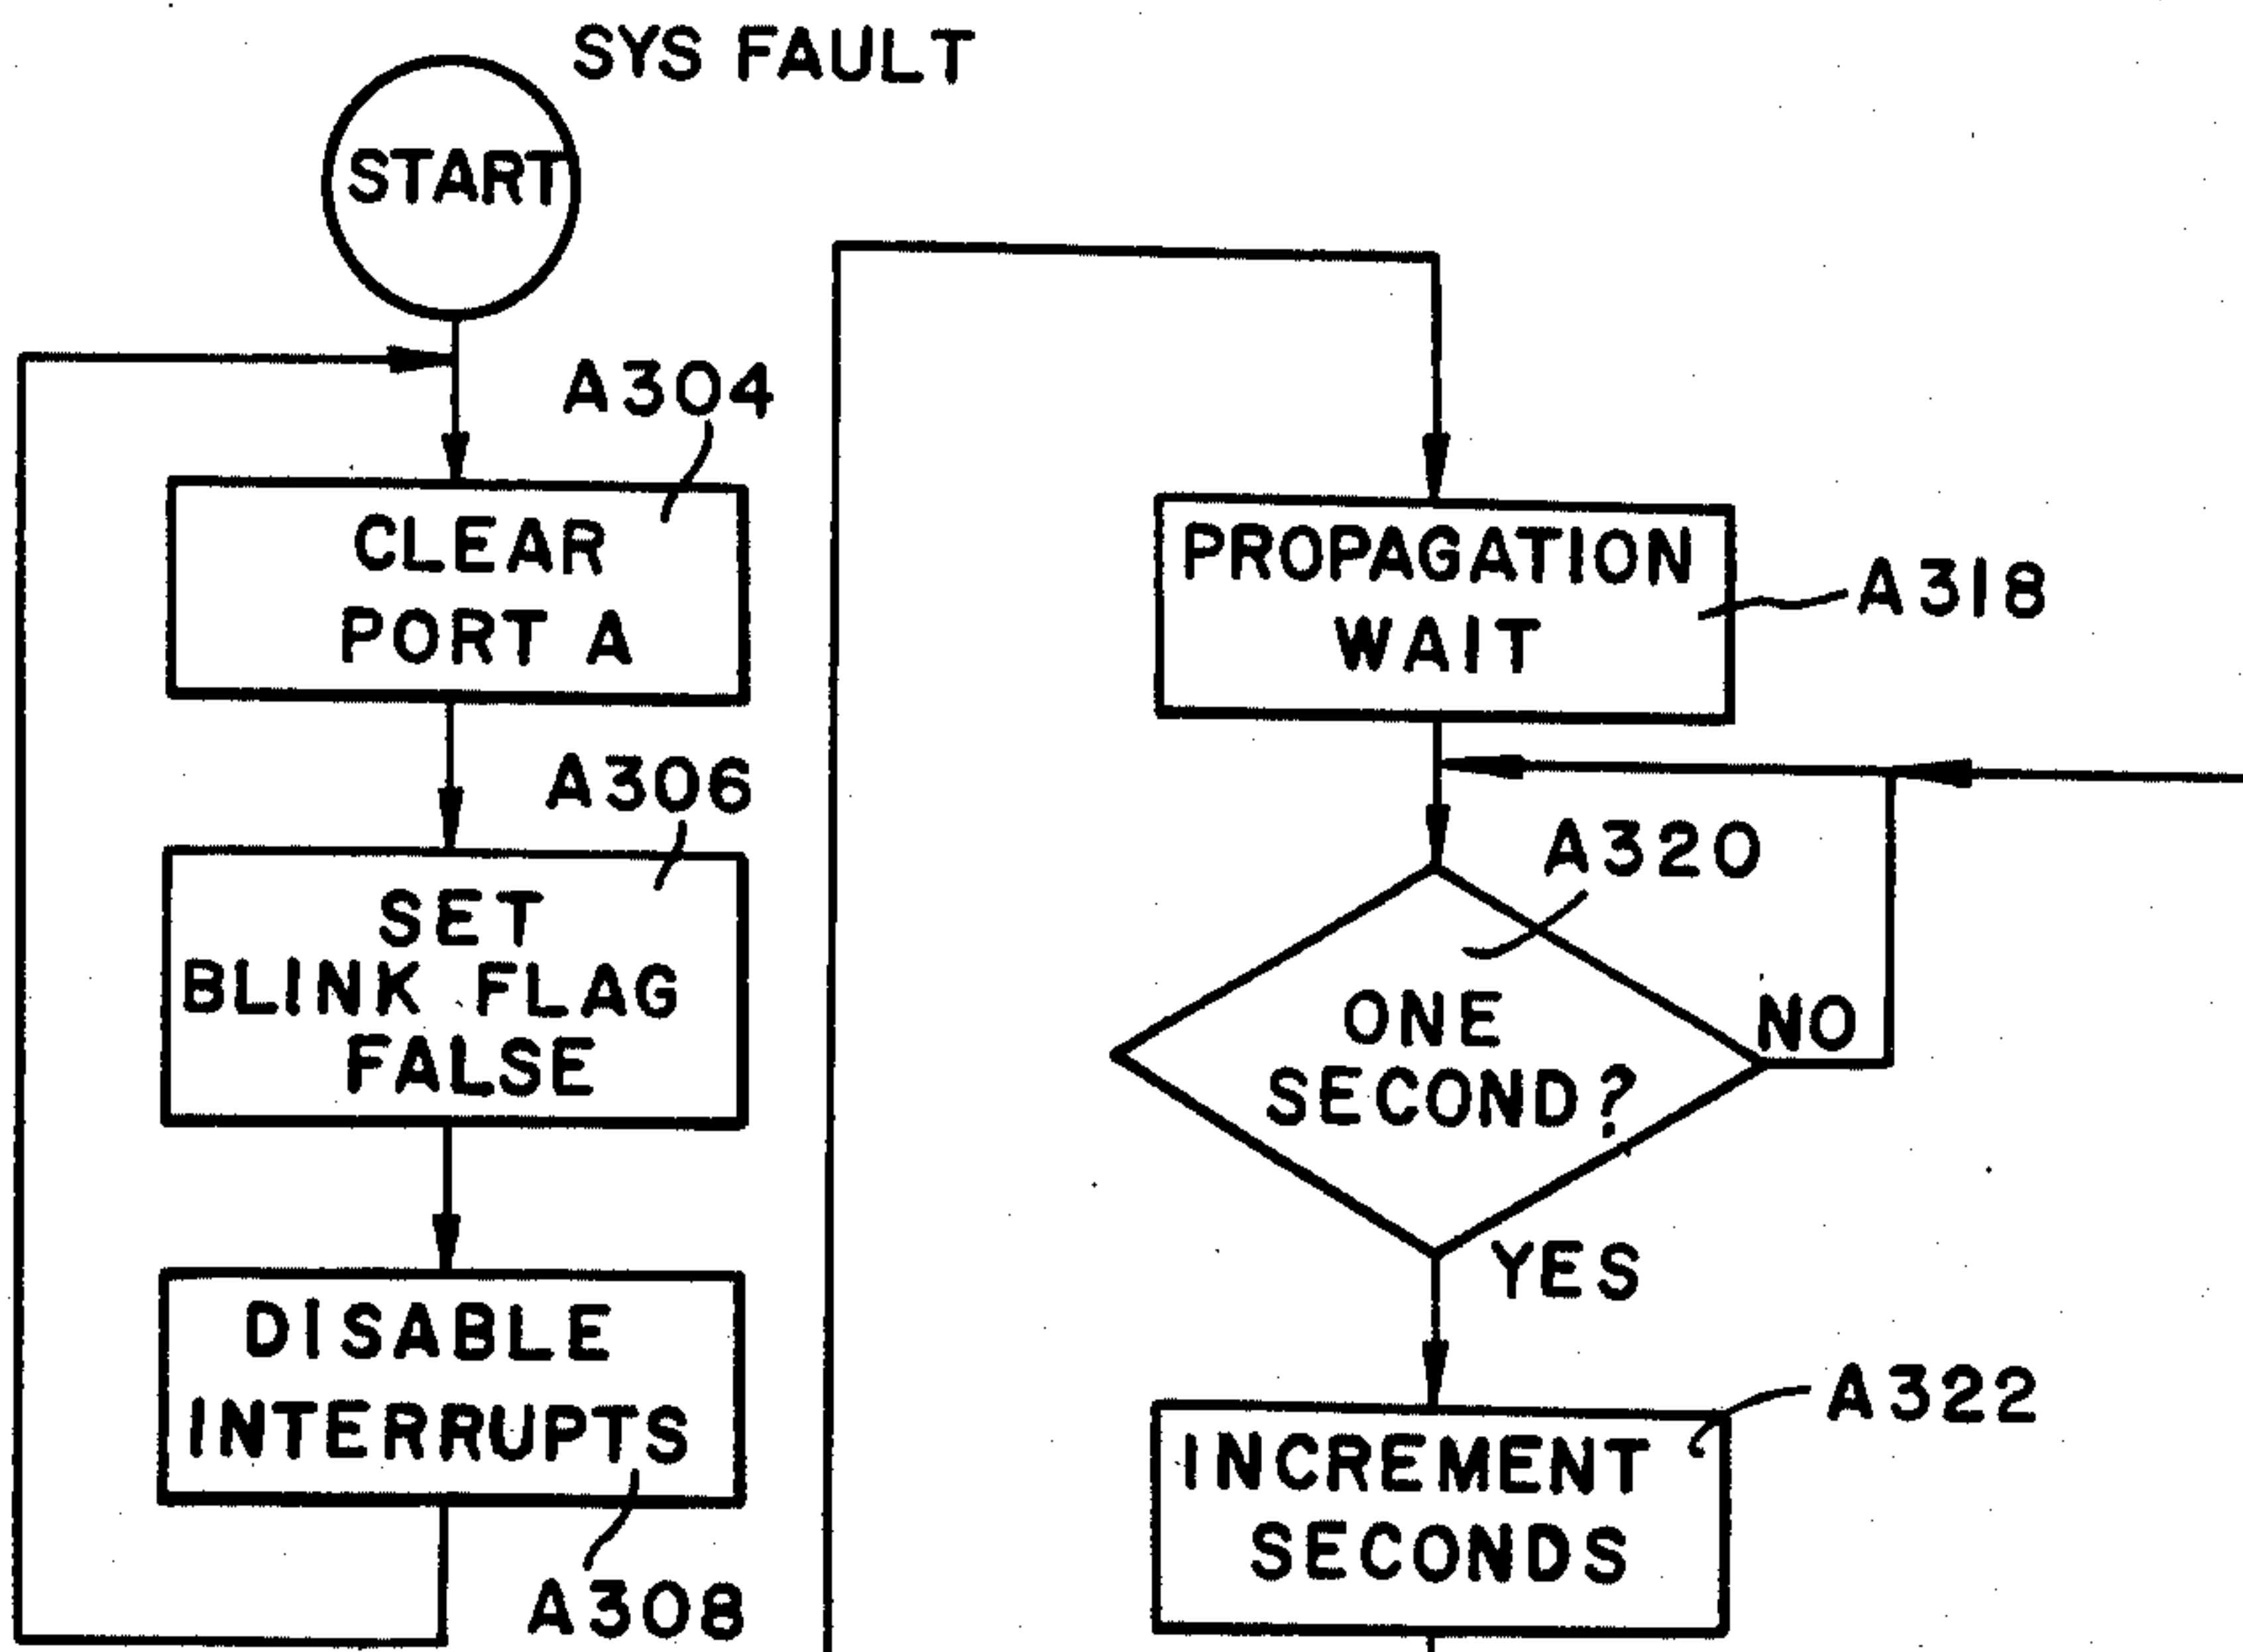 SYS FAULT
START
A304
CLEAR
PORT A
A306
SET
BLINK FLAG
FALSE
DISABLE
INTERRUPTS
A308
PROPAGATION
WAIT
A318
A320
ONE
SECOND?
NO
YES
A322
INCREMENT
SECONDS